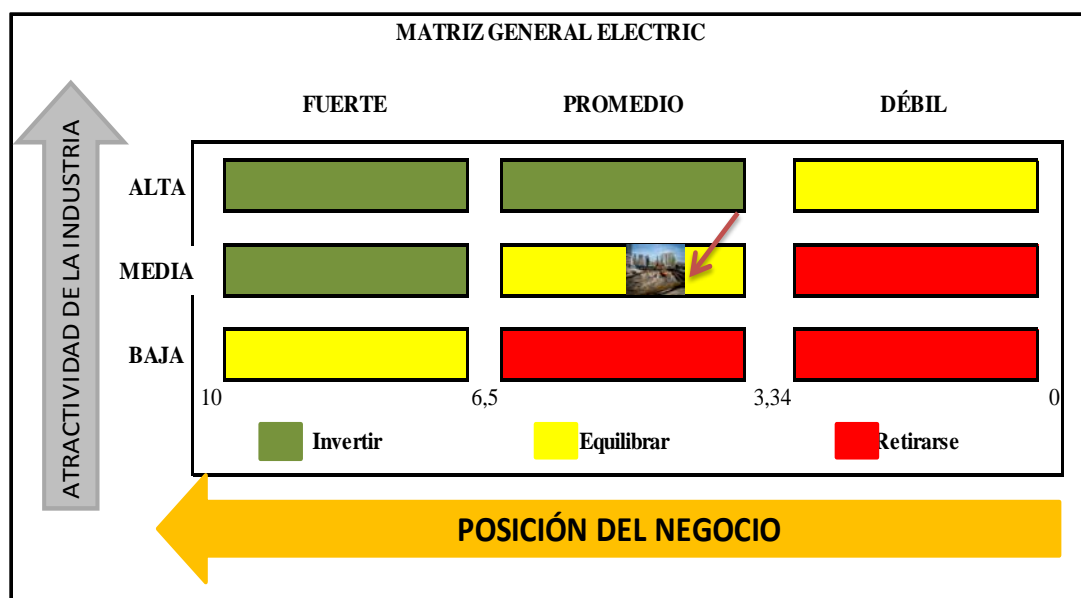 MATRIZ GENERAL ELECTRIC
FUERTE PROMEDIO DÉBIL
ATRACTIVIDAD DE LA INDUSTRIA
ALTA
MEDIA
BAJA
10 6,5 3,34 0
Invertir Equilibrar Retirarse
POSICIÓN DEL NEGOCIO